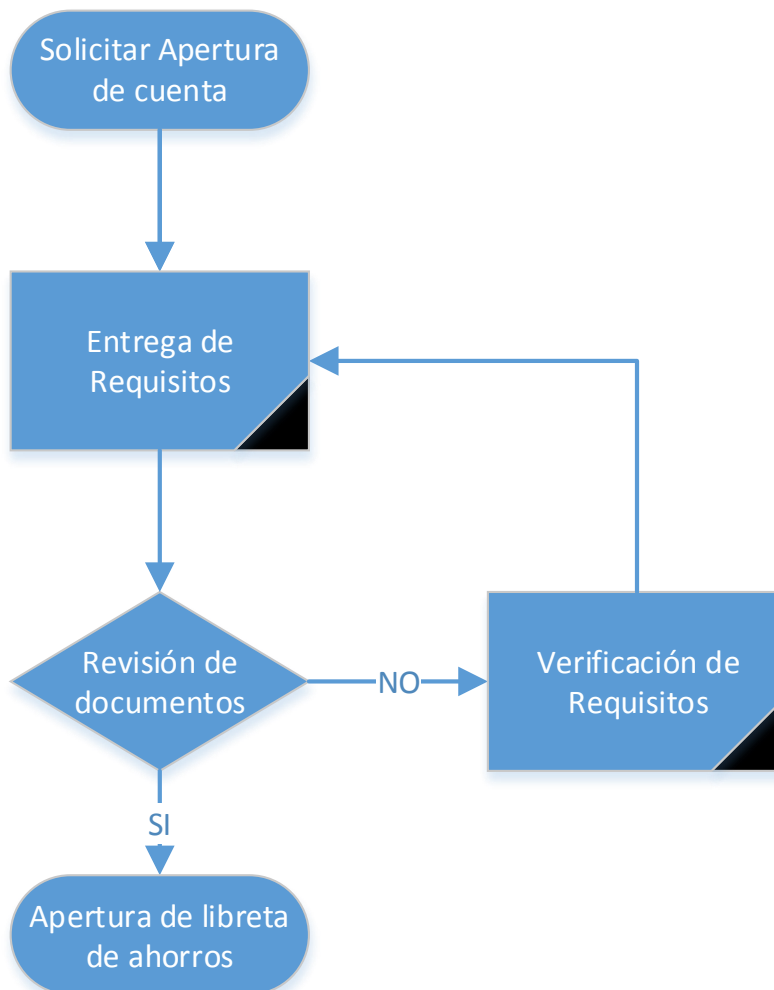 Solicitar Apertura
de cuenta
Entrega de
Requisitos
Revisión de
documentos
NO
Verificación de
Requisitos
SI
Apertura de libreta
de ahorros